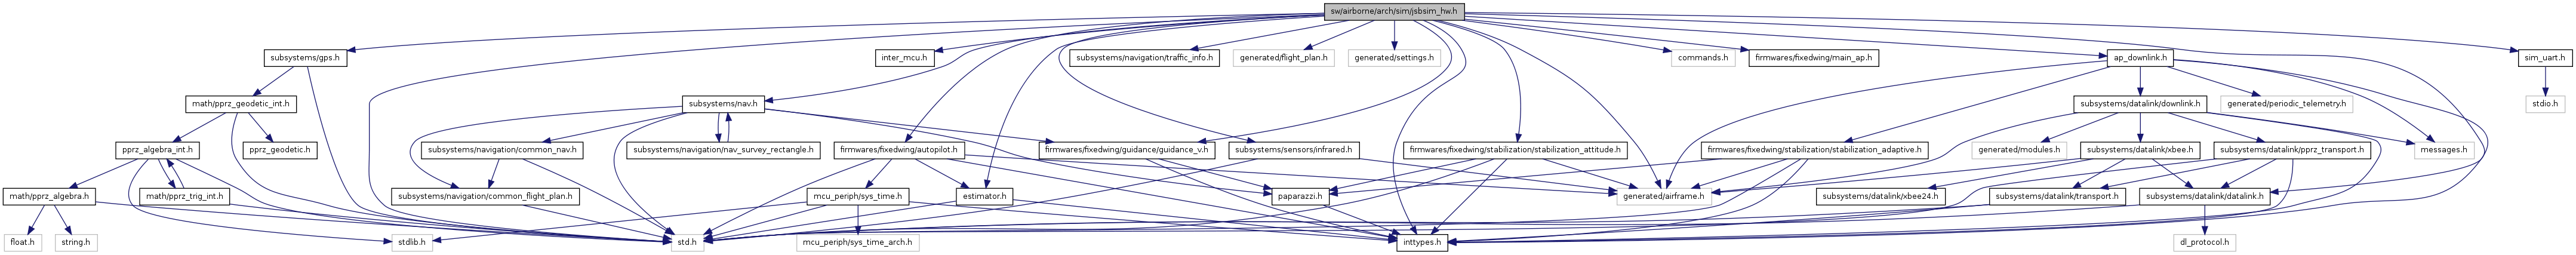 sw/airborne/arch/sim/jsbsim_hw.h
subsystems/gps.h
inter_mcu.h
subsystems/navigation/traffic_info.h
generated/flight_plan.h
generated/settings.h
commands.h
firmwares/fixedwing/main_ap.h
ap_downlink.h
sim_uart.h
math/pprz_geodetic_int.h
subsystems/nav.h
subsystems/datalink/downlink.h
generated/periodic_telemetry.h
stdio.h
pprz_algebra_int.h
pprz_geodetic.h
subsystems/navigation/common_nav.h
subsystems/navigation/nav_survey_rectangle.h
firmwares/fixedwing/autopilot.h
firmwares/fixedwing/guidance/guidance_v.h
subsystems/sensors/infrared.h
firmwares/fixedwing/stabilization/stabilization_attitude.h
firmwares/fixedwing/stabilization/stabilization_adaptive.h
generated/modules.h
subsystems/datalink/xbee.h
subsystems/datalink/pprz_transport.h
messages.h
math/pprz_algebra.h
math/pprz_trig_int.h
subsystems/navigation/common_flight_plan.h
mcu_periph/sys_time.h
estimator.h
paparazzi.h
generated/airframe.h
subsystems/datalink/xbee24.h
subsystems/datalink/transport.h
subsystems/datalink/datalink.h
float.h
string.h
stdlib.h
std.h
mcu_periph/sys_time_arch.h
inttypes.h
dl_protocol.h